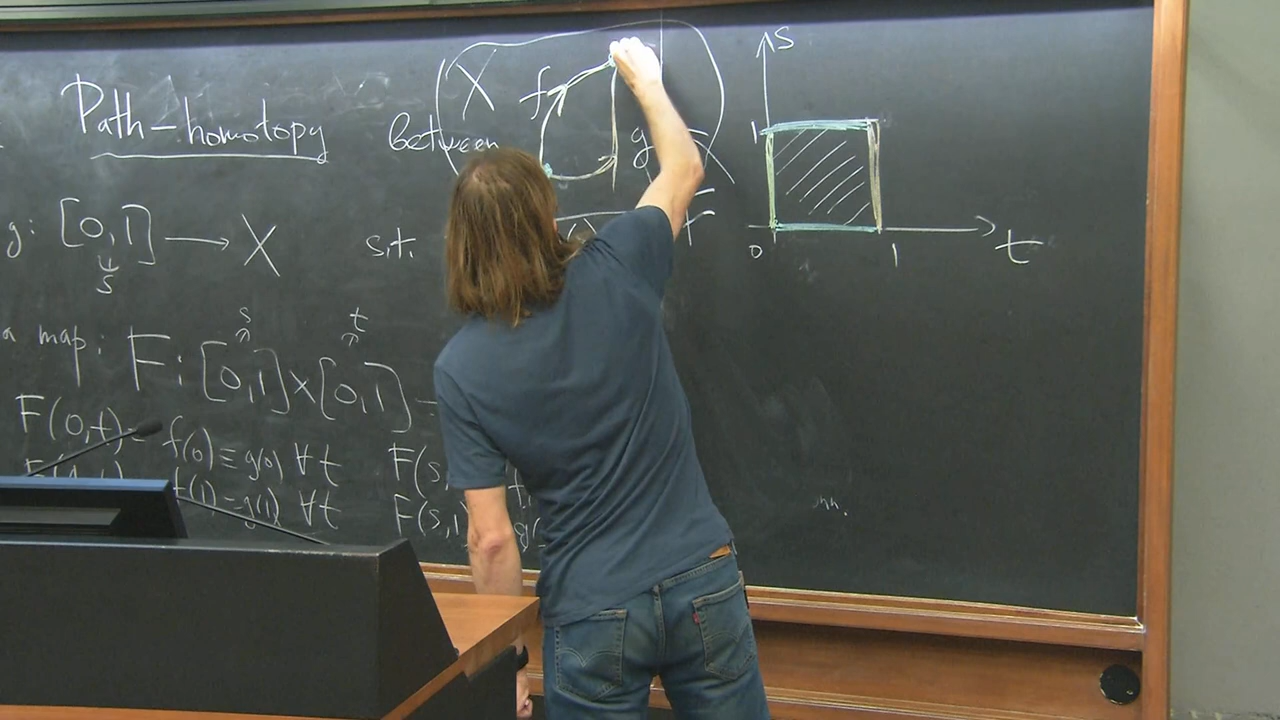 Path-homotopy between
X f g
g: [0,1] → X s.t.
s
a map: F: [0,1]×[0,1]
s t
F(0,t) = f(0) ≡ g(0) ∀t F(s,
f(1) = g(1) ∀t F(s,1) g(
s
1
0 1 t